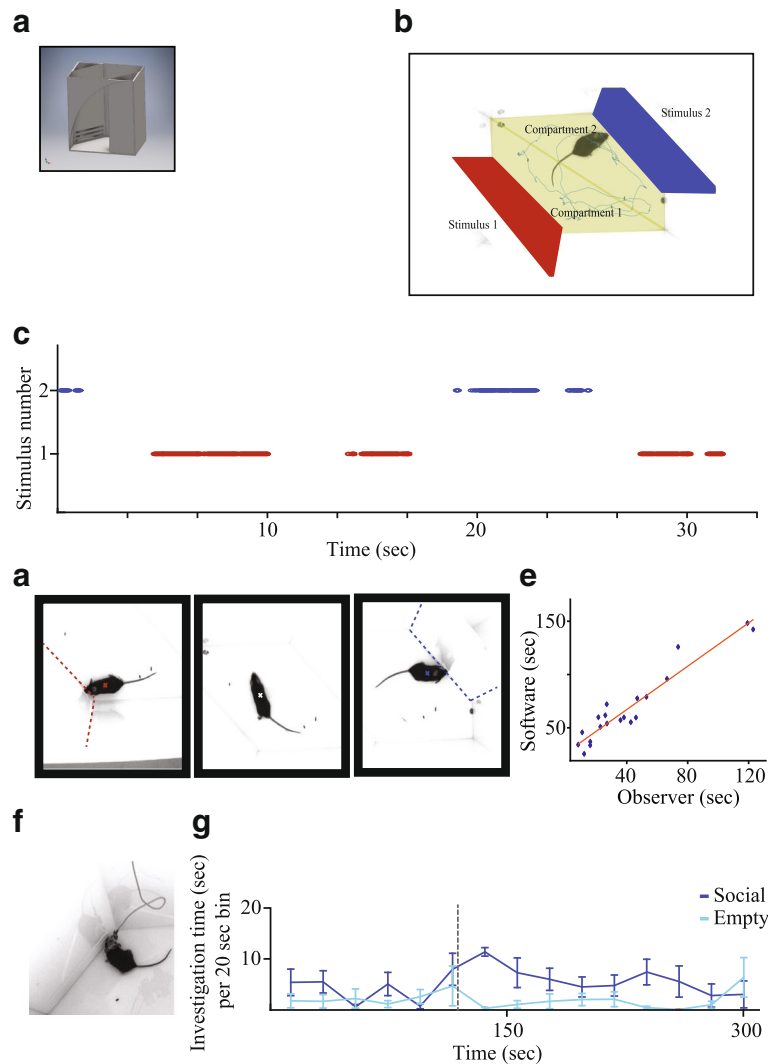 a
b
Compartment 2
Stimulus 2
Compartment 1
Stimulus 1
c
Stimulus number
2
1
10
20
30
Time (sec)
a
e
Software (sec)
150
50
40
80
120
Observer (sec)
f
g
Investigation time (sec)
per 20 sec bin
20
10
Social
Empty
150
300
Time (sec)